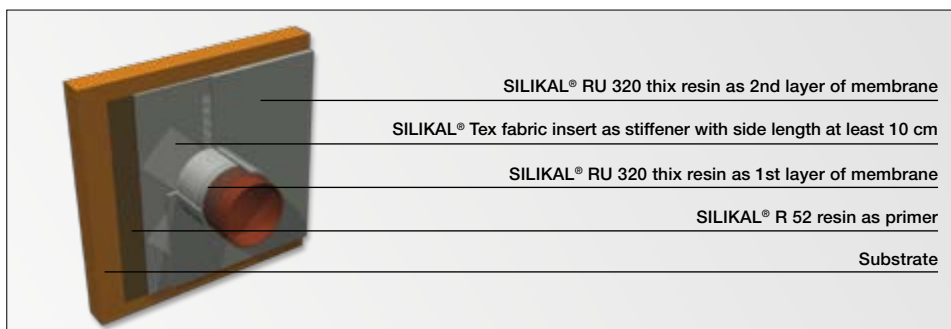 SILIKAL® RU 320 thix resin as 2nd layer of membrane
SILIKAL® Tex fabric insert as stiffener with side length at least 10 cm
SILIKAL® RU 320 thix resin as 1st layer of membrane
SILIKAL® R 52 resin as primer
Substrate